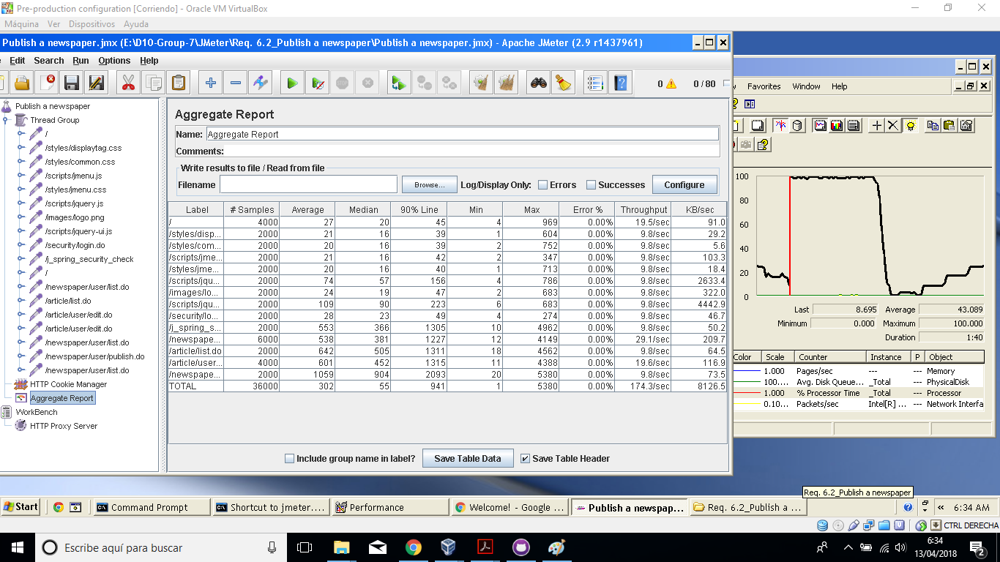 Pre-production configuration [Corriendo] - Oracle VM VirtualBox
Máquina Ver Dispositivos Ayuda
Publish a newspaper.jmx (E:\D10-Group-7\JMeter\Req. 6.2_Publish a newspaper\Publish a newspaper.jmx) - Apache JMeter (2.9 r1437961)
Edit Search Run Options Help
0 0 / 80
Publish a newspaper
Thread Group
/
/styles/displaytag.css
/styles/common.css
/scripts/jmenu.js
/styles/jmenu.css
/scripts/jquery.js
/images/logo.png
/scripts/jquery-ui.js
/security/login.do
/j_spring_security_check
/
/newspaper/user/list.do
/article/list.do
/article/user/edit.do
/article/user/edit.do
/newspaper/user/list.do
/newspaper/user/publish.do
/newspaper/user/list.do
HTTP Cookie Manager
Aggregate Report
WorkBench
HTTP Proxy Server
Aggregate Report
Name: Aggregate Report
Comments:
Write results to file / Read from file
Filename Browse... Log/Display Only: Errors Successes Configure
Label # Samples Average Median 90% Line Min Max Error % Throughput KB/sec
/ 4000 27 20 45 4 969 0.00% 19.5/sec 91.0
/styles/disp... 2000 21 16 39 1 604 0.00% 9.8/sec 29.2
/styles/com... 2000 20 16 39 2 752 0.00% 9.8/sec 5.6
/scripts/jme... 2000 21 16 42 2 347 0.00% 9.8/sec 103.3
/styles/jme... 2000 20 16 40 1 713 0.00% 9.8/sec 18.4
/scripts/jqu... 2000 74 57 156 4 786 0.00% 9.8/sec 2633.4
/images/lo... 2000 24 19 47 2 683 0.00% 9.8/sec 322.0
/scripts/jqu... 2000 109 90 223 6 683 0.00% 9.8/sec 4442.9
/security/lo... 2000 28 23 49 4 274 0.00% 9.8/sec 46.7
/j_spring_s... 2000 553 366 1305 10 4962 0.00% 9.8/sec 50.2
/newspape... 6000 538 381 1227 12 4149 0.00% 29.1/sec 209.7
/article/list.do 2000 642 505 1311 18 4562 0.00% 9.8/sec 64.5
/article/user... 4000 601 452 1315 11 4388 0.00% 19.6/sec 116.9
/newspape... 2000 1059 904 2093 20 5380 0.00% 9.8/sec 73.5
TOTAL 36000 302 55 941 1 5380 0.00% 174.3/sec 8126.5
Include group name in label? Save Table Data Save Table Header
Favorites Window Help
100
80
60
40
20
0
Last 8.695 Average 43.089
Minimum 0.000 Maximum 100.000
Duration 1:40
Color Scale Counter Instance P Object
1.000 Pages/sec --- --- Memory
100.... Avg. Disk Queue... _Total --- PhysicalDisk
1.000 % Processor Time _Total --- Processor
0.10... Packets/sec Intel[R] ... --- Network Interfa
Req. 6.2_Publish a newspaper
Start Command Prompt Shortcut to jmeter.... Performance Welcome! - Google ... Publish a newspap... Req. 6.2_Publish a ... « 6:34 AM
CTRL DERECHA
Escribe aquí para buscar
6:34
13/04/2018
2